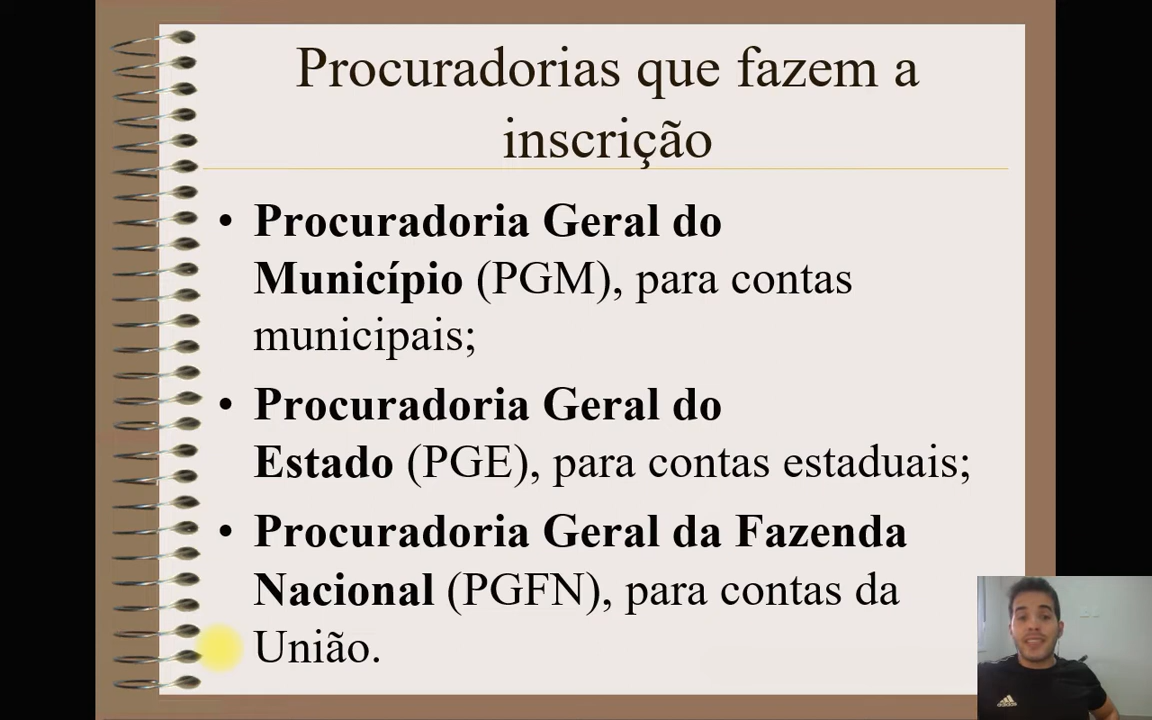 Procuradorias que fazem a
inscrição
• Procuradoria Geral do
Município (PGM), para contas
municipais;
• Procuradoria Geral do
Estado (PGE), para contas estaduais;
• Procuradoria Geral da Fazenda
Nacional (PGFN), para contas da
União.